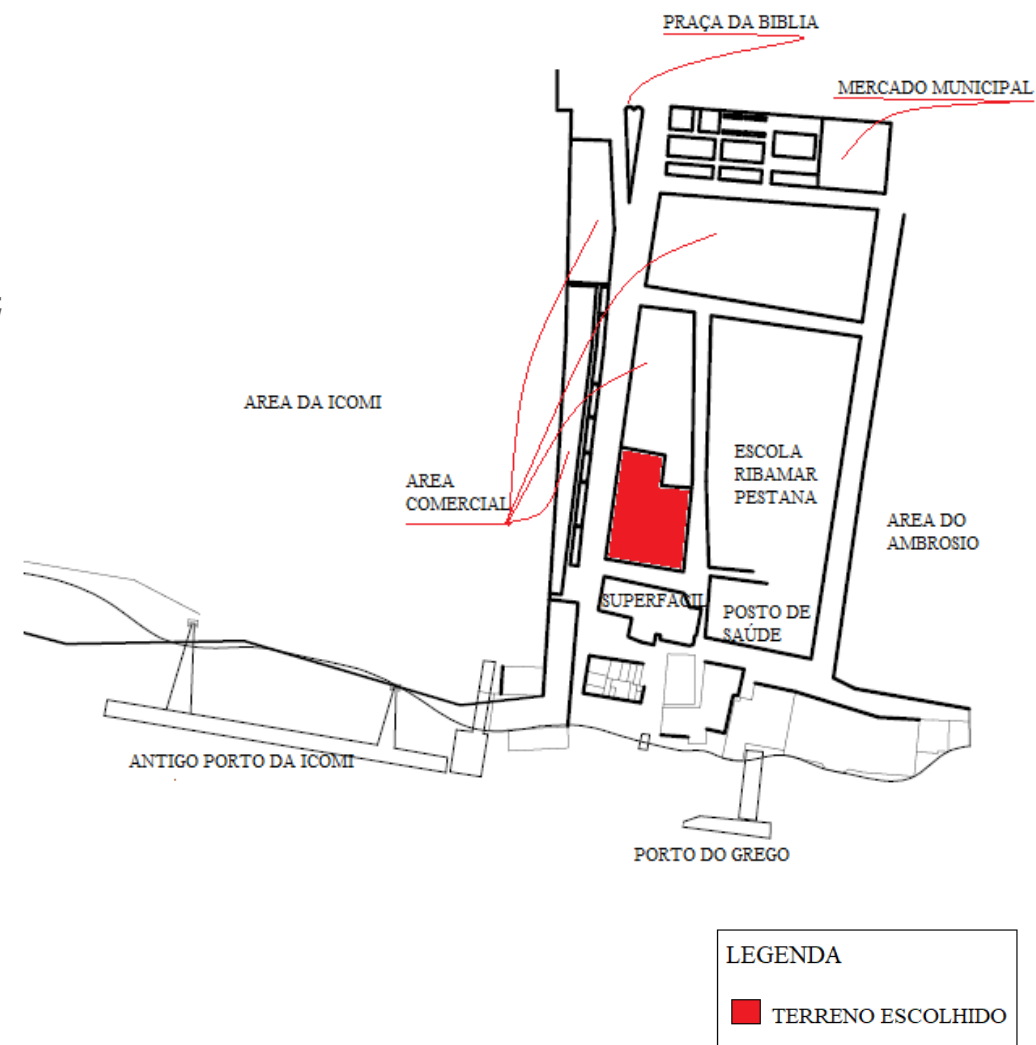 PRAÇA DA BIBLIA
MERCADO MUNICIPAL
AREA DA ICOMI
AREA
COMERCIAL
ESCOLA
RIBAMAR
PESTANA
AREA DO
AMBROSIO
SUPERFACIL
POSTO DE
SAÚDE
ANTIGO PORTO DA ICOMI
PORTO DO GREGO
LEGENDA
TERRENO ESCOLHIDO